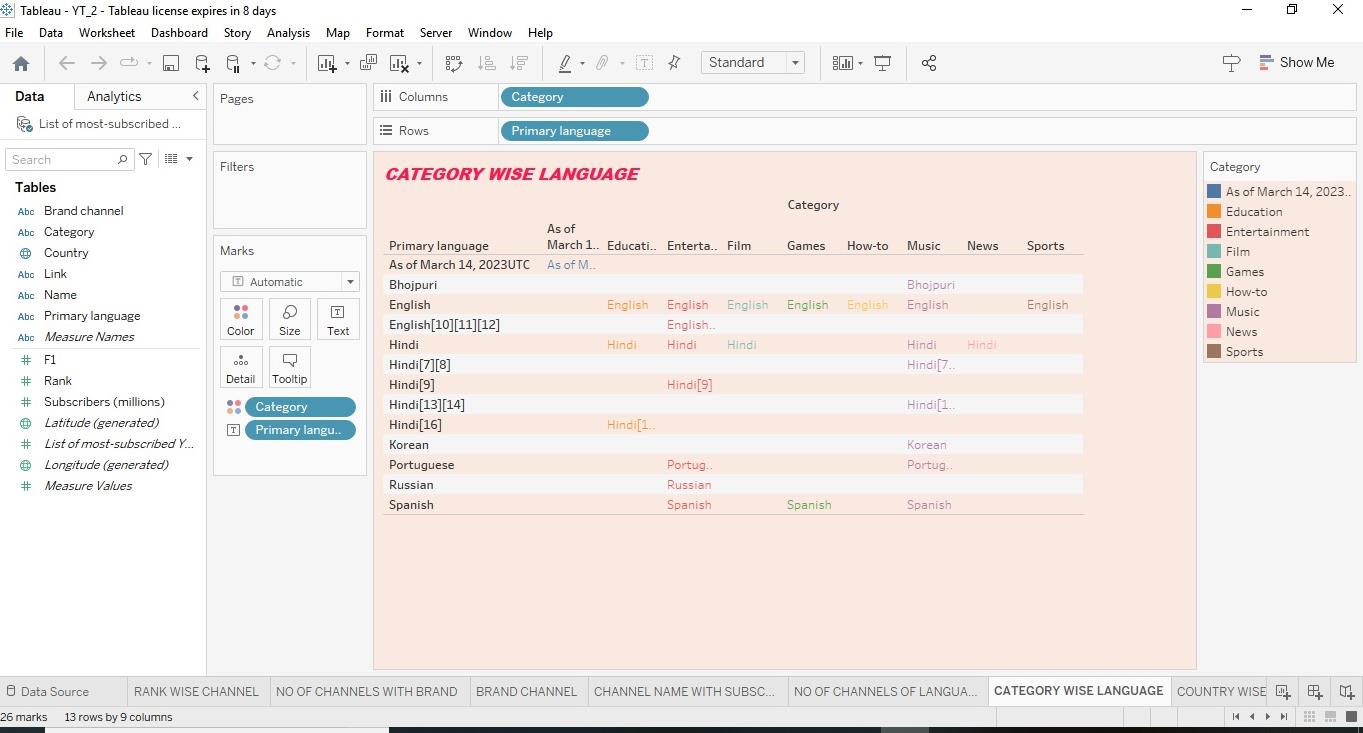 Tableau - YT_2 - Tableau license expires in 8 days
File Data Worksheet Dashboard Story Analysis Map Format Server Window Help
Standard
Show Me
Data Analytics
List of most-subscribed ...
Search
Tables
Abc Brand channel
Abc Category
Country
Abc Link
Abc Name
Abc Primary language
Abc Measure Names
# F1
# Rank
# Subscribers (millions)
Latitude (generated)
# List of most-subscribed Y...
Longitude (generated)
# Measure Values
Pages
Filters
Marks
T Automatic
Color Size Text
Detail Tooltip
Category
T Primary langu..
Columns Category
Rows Primary language
CATEGORY WISE LANGUAGE
Category
As of
Primary language March 1.. Educati.. Enterta.. Film Games How-to Music News Sports
As of March 14, 2023UTC As of M..
Bhojpuri Bhojpuri
English English English English English English English English
English[10][11][12] English..
Hindi Hindi Hindi Hindi Hindi Hindi
Hindi[7][8] Hindi[7..
Hindi[9] Hindi[9]
Hindi[13][14] Hindi[1..
Hindi[16] Hindi[1..
Korean Korean
Portuguese Portug.. Portug..
Russian Russian
Spanish Spanish Spanish Spanish
Category
As of March 14, 2023..
Education
Entertainment
Film
Games
How-to
Music
News
Sports
Data Source RANK WISE CHANNEL NO OF CHANNELS WITH BRAND BRAND CHANNEL CHANNEL NAME WITH SUBSC... NO OF CHANNELS OF LANGUA... CATEGORY WISE LANGUAGE COUNTRY WISE
26 marks 13 rows by 9 columns